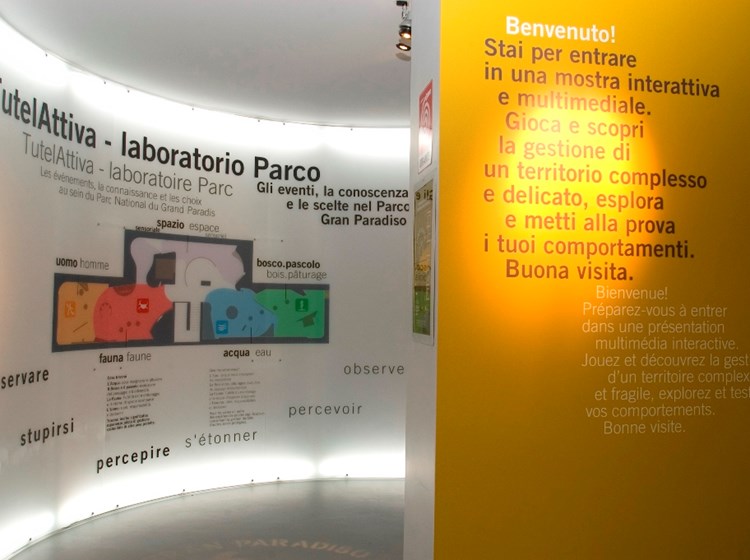 TutelAttiva - laboratorio Parco
TutelAttiva - laboratoire Parc
Les événements, la connaissance et les choix
au sein du Parc National du Grand Paradis
Gli eventi, la conoscenza
e le scelte nel Parco
Gran Paradiso
spazio espace
sensoriale
uomo homme
bosco.pascolo
bois.pâturage
fauna faune
acqua eau
servare
stupirsi
percepire
s'étonner
percevoir
observe
PARADISO
Benvenuto!
Stai per entrare
in una mostra interattiva
e multimediale.
Gioca e scopri
la gestione di
un territorio complesso
e delicato, esplora
e metti alla prova
i tuoi comportamenti.
Buona visita.
Bienvenue!
Préparez-vous à entrer
dans une présentation
multimédia interactive.
Jouez et découvrez la gest
d'un territoire complex
et fragile, explorez et test
vos comportements.
Bonne visite.